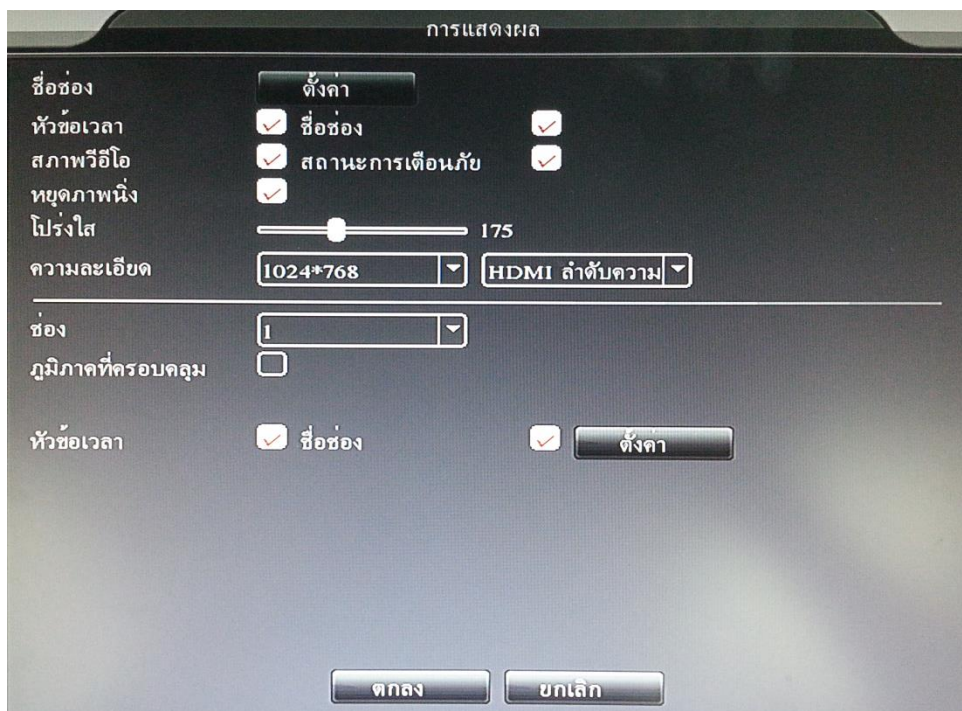 การแสดงผล
ชื่อช่อง ตั้งค่า
หัวข้อเวลา ชื่อช่อง
สภาพวีอีโอ สถานะการเตือนภัย
หยุดภาพนิ่ง
โปร่งใส 175
ความละเอียด 1024*768 HDMI ลำดับความ
ช่อง 1
ภูมิภาคที่ครอบคลุม
หัวข้อเวลา ชื่อช่อง ตั้งค่า
ตกลง ยกเลิก